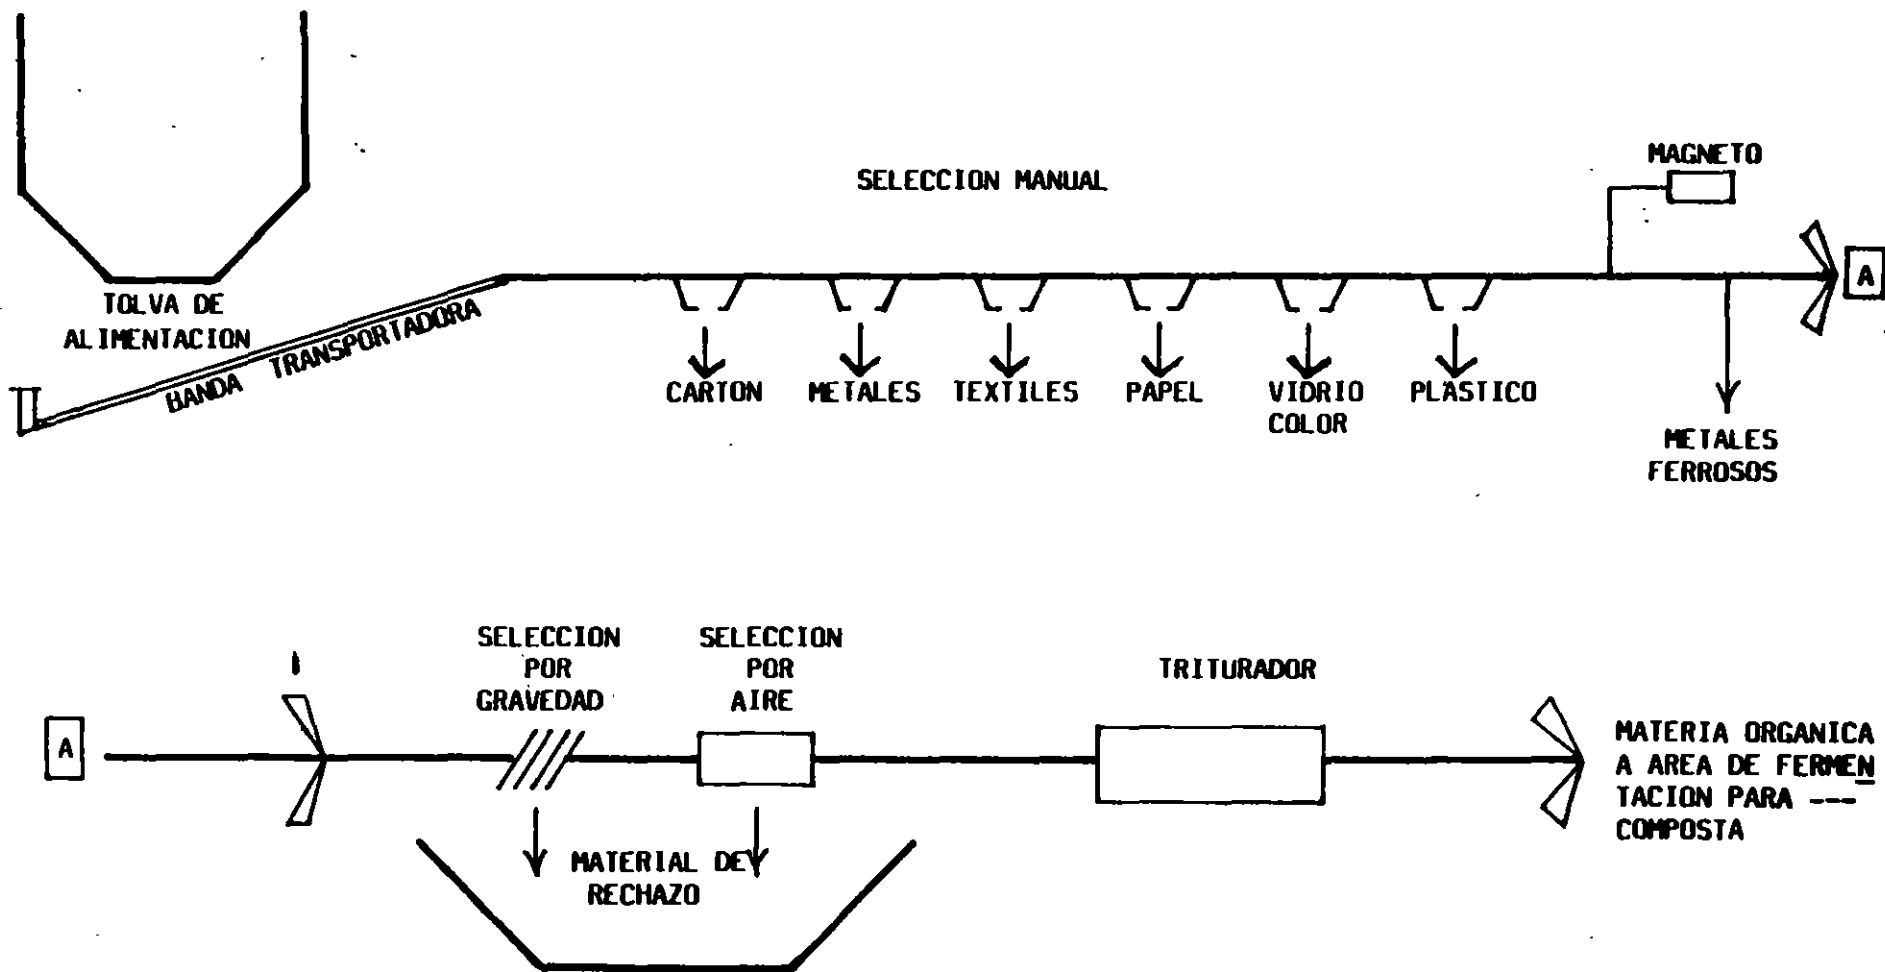 MAGNETO
SELECCION MANUAL
A
TOLVA DE
ALIMENTACION
BANDA TRANSPORTADORA
CARTON
METALES
TEXTILES
PAPEL
VIDRIO
COLOR
PLASTICO
METALES
FERROSOS
SELECCION
POR
GRAVEDAD
SELECCION
POR
AIRE
TRITURADOR
A
MATERIA ORGANICA
A AREA DE FERMEN
TACION PARA ---
COMPOSTA
MATERIAL DE
RECHAZO